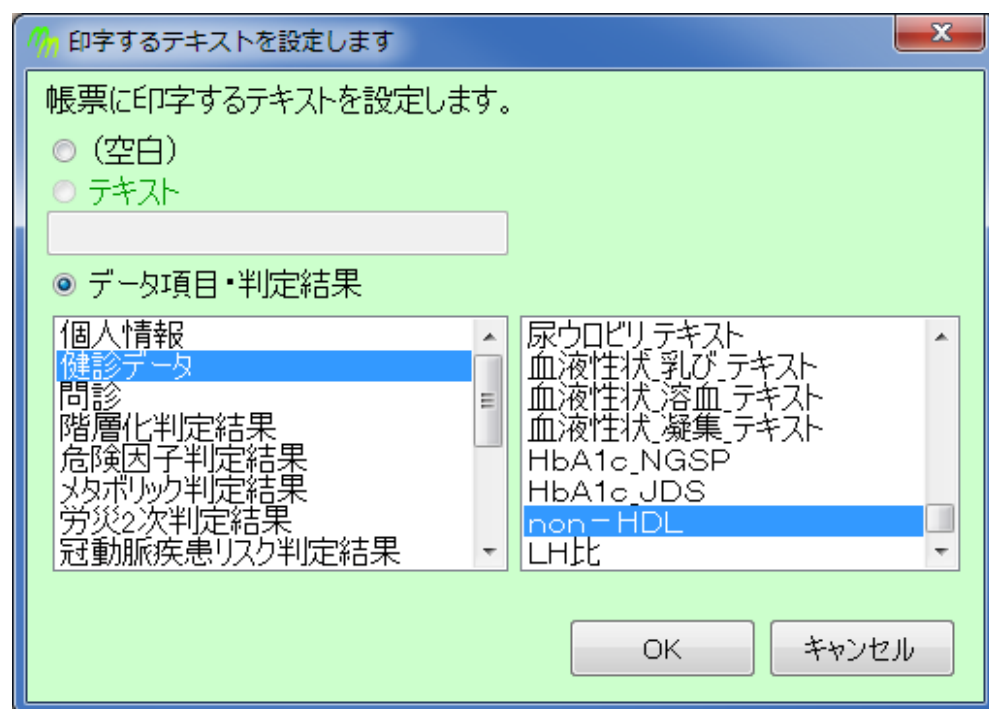 印字するテキストを設定します
帳票に印字するテキストを設定します。
(空白)
テキスト
データ項目・判定結果
個人情報
健診データ
問診
階層化判定結果
危険因子判定結果
メタボリック判定結果
労災2次判定結果
冠動脈疾患リスク判定結果
尿ウロビリ テキスト
血液性状_乳び_テキスト
血液性状_溶血_テキスト
血液性状_凝集_テキスト
HbA1c_NGSP
HbA1c_JDS
non－HDL
LH比
OK
キャンセル